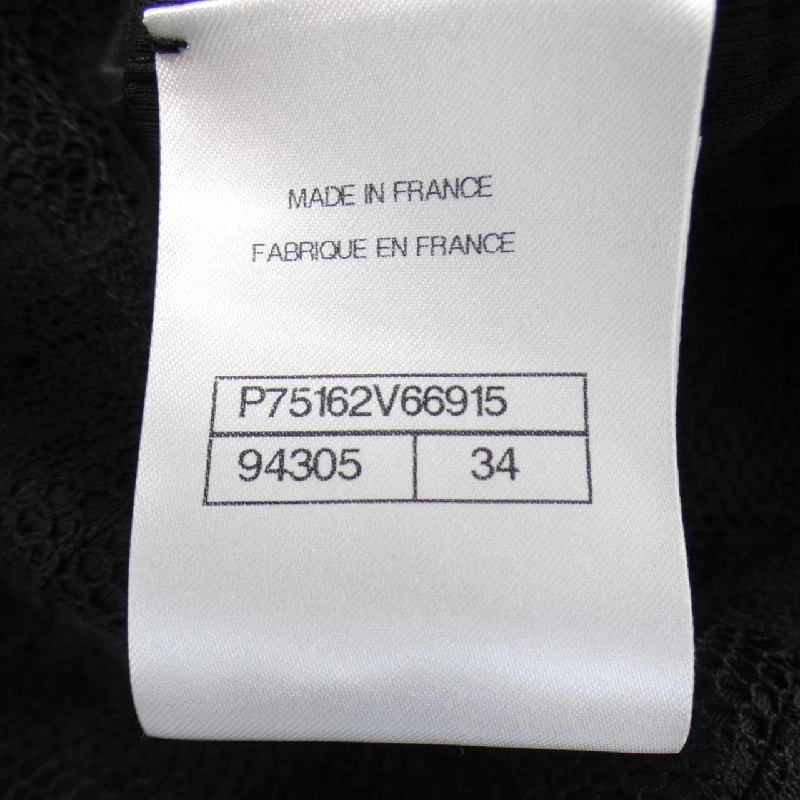 MADE IN FRANCE
FABRIQUE EN FRANCE
P75162V66915
94305 34